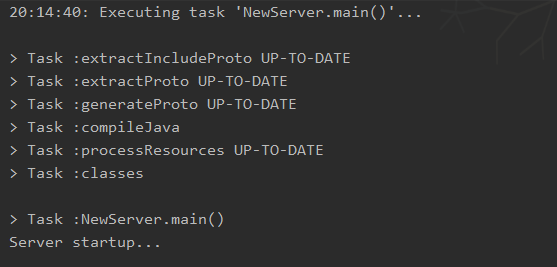 20:14:40: Executing task 'NewServer.main()'...
> Task :extractIncludeProto UP-TO-DATE
> Task :extractProto UP-TO-DATE
> Task :generateProto UP-TO-DATE
> Task :compileJava
> Task :processResources UP-TO-DATE
> Task :classes
> Task :NewServer.main()
Server startup...